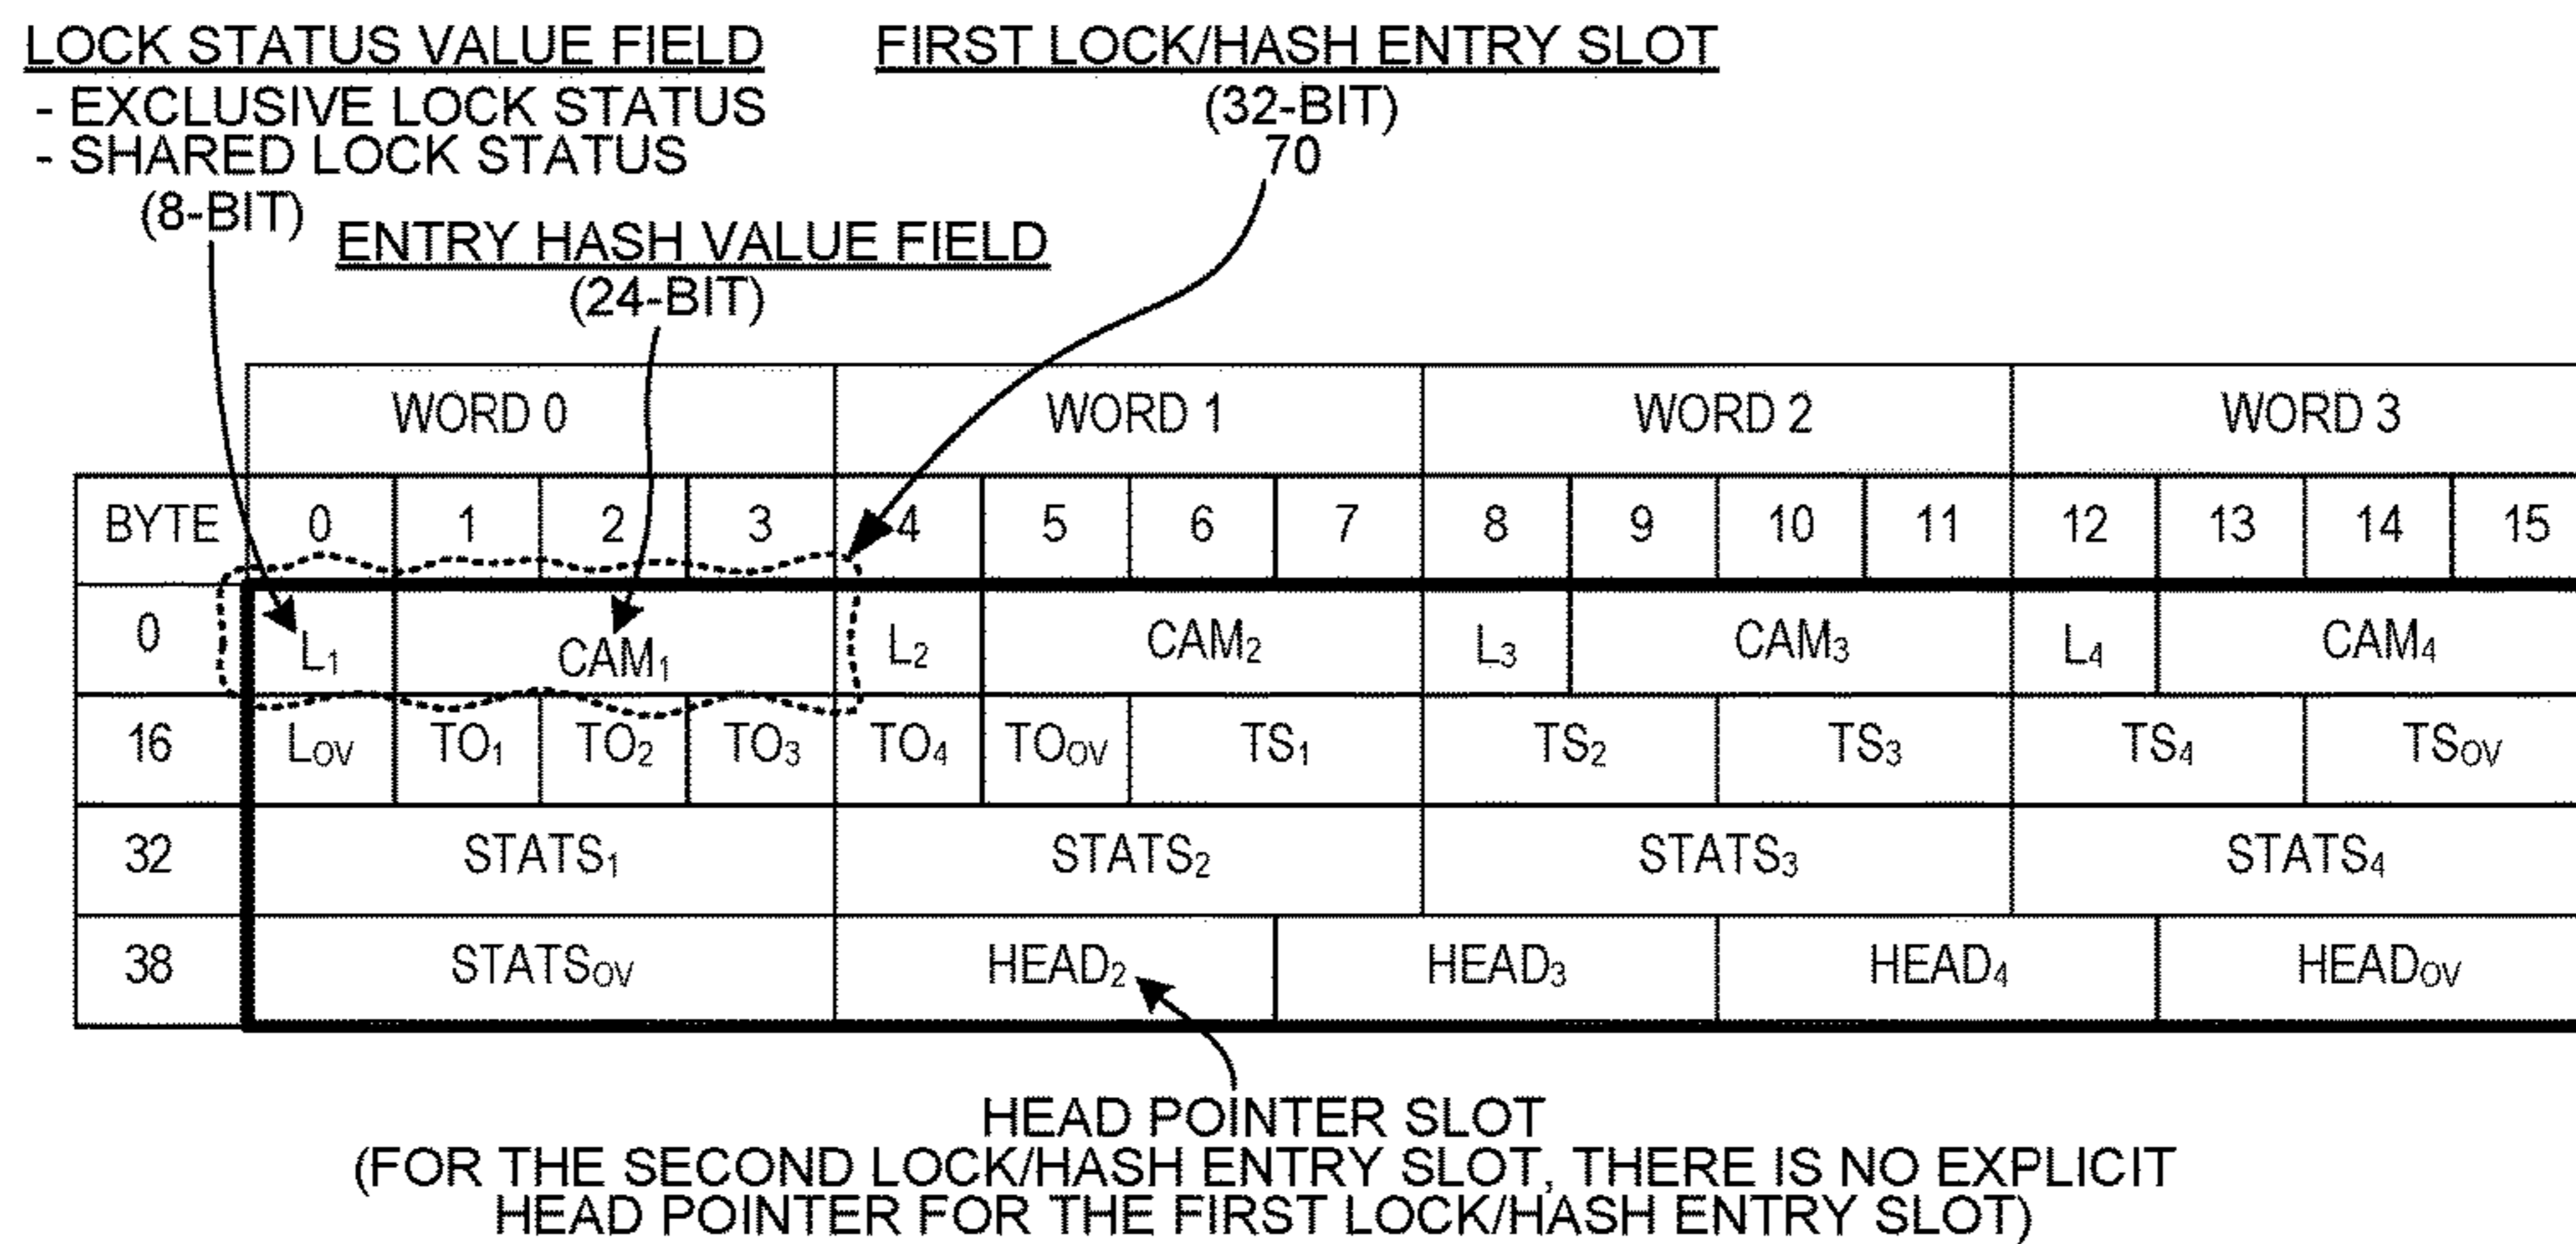 LOCK STATUS VALUE FIELD
- EXCLUSIVE LOCK STATUS
- SHARED LOCK STATUS
(8-BIT)
FIRST LOCK/HASH ENTRY SLOT
(32-BIT)
70
ENTRY HASH VALUE FIELD
(24-BIT)
WORD 0 WORD 1 WORD 2 WORD 3
BYTE 0 1 2 3 4 5 6 7 8 9 10 11 12 13 14 15
0 L₁ CAM₁ L₂ CAM₂ L₃ CAM₃ L₄ CAM₄
16 LOV TO₁ TO₂ TO₃ TO₄ TOOV TS₁ TS₂ TS₃ TS₄ TSOV
32 STATS₁ STATS₂ STATS₃ STATS₄
38 STATSOV HEAD₂ HEAD₃ HEAD₄ HEADOV
HEAD POINTER SLOT
(FOR THE SECOND LOCK/HASH ENTRY SLOT, THERE IS NO EXPLICIT
HEAD POINTER FOR THE FIRST LOCK/HASH ENTRY SLOT)